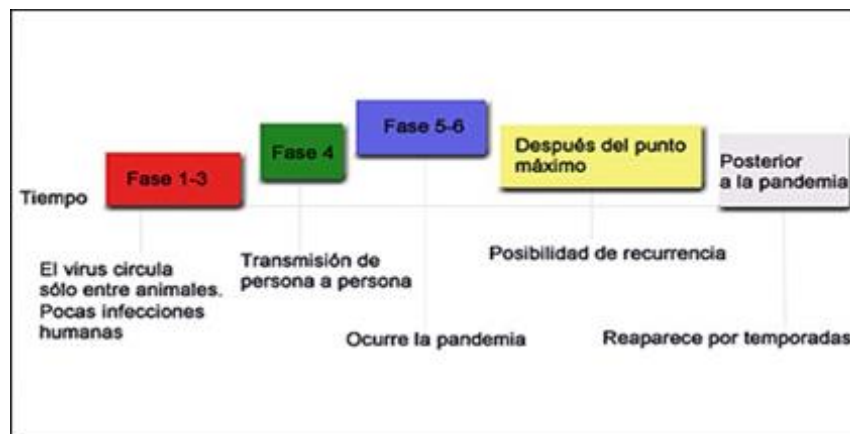 Fase 1-3
Fase 4
Fase 5-6
Después del punto
máximo
Posterior
a la pandemia
Tiempo
El virus circula
sólo entre animales.
Pocas infecciones
humanas
Transmisión de
persona a persona
Ocurre la pandemia
Posibilidad de recurrencia
Reaparece por temporadas